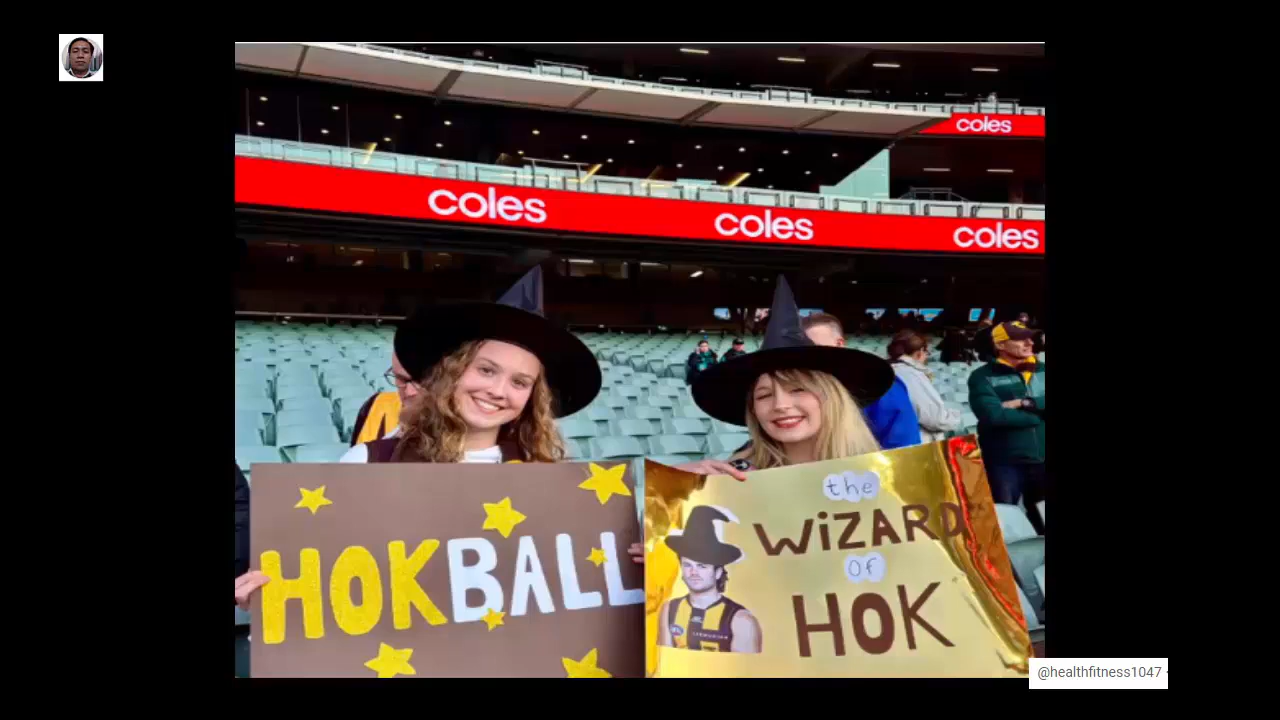 coles
coles
coles
coles
HOKBALL
the
WiZARD
Of
HOK
@healthfitness1047